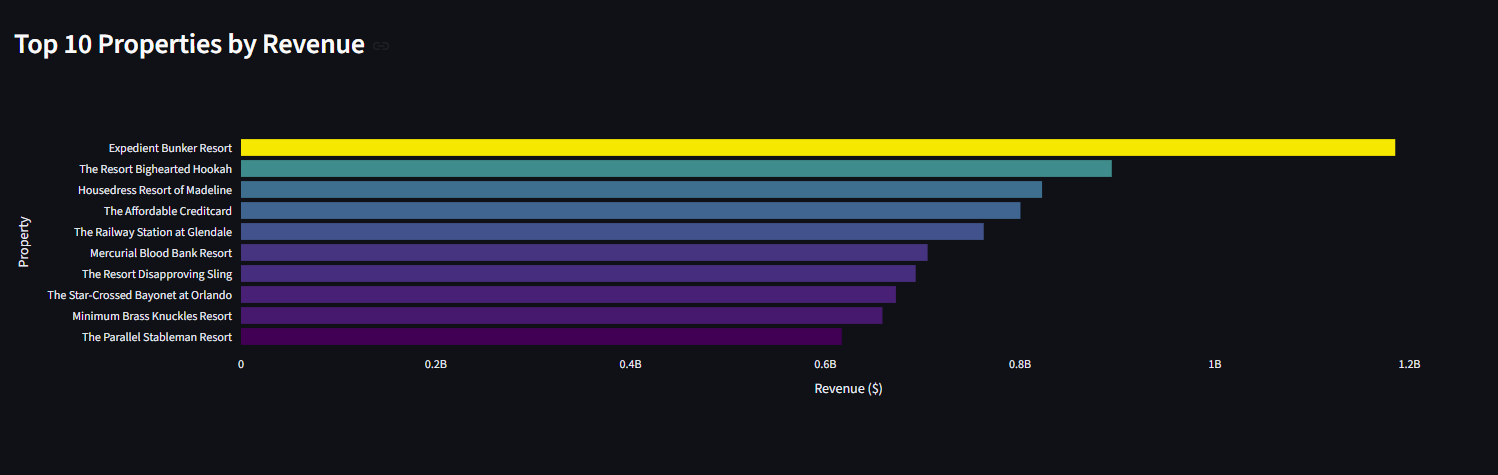 Top 10 Properties by Revenue
Expedient Bunker Resort
The Resort Bighearted Hookah
Housedress Resort of Madeline
The Affordable Creditcard
The Railway Station at Glendale
Mercurial Blood Bank Resort
The Resort Disapproving Sling
The Star-Crossed Bayonet at Orlando
Minimum Brass Knuckles Resort
The Parallel Stableman Resort
Property
0 0.2B 0.4B 0.6B 0.8B 1B 1.2B
Revenue ($)